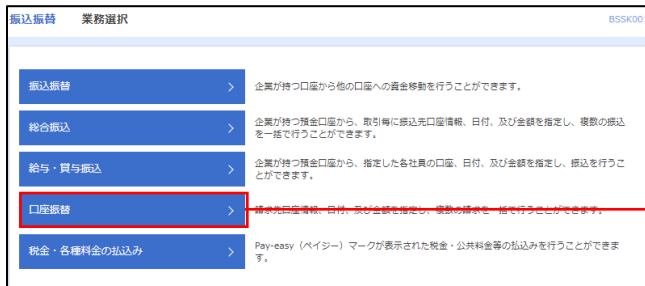 振込振替 業務選択 BSSK001
振込振替 企業が持つ口座から他の口座への資金移動を行うことができます。
総合振込 企業が持つ預金口座から、取引毎に振込先口座情報、日付、及び金額を指定し、複数の振込
を一括で行うことができます。
給与・賞与振込 企業が持つ預金口座から、指定した各社員の口座、日付、及び金額を指定し、振込を行うこ
とができます。
口座振替 請求先口座情報、日付、及び金額を指定し、複数の請求を一括で行うことができます。
税金・各種料金の払込み Pay-easy（ペイジー）マークが表示された税金・公共料金等の払込みを行うことができま
す。